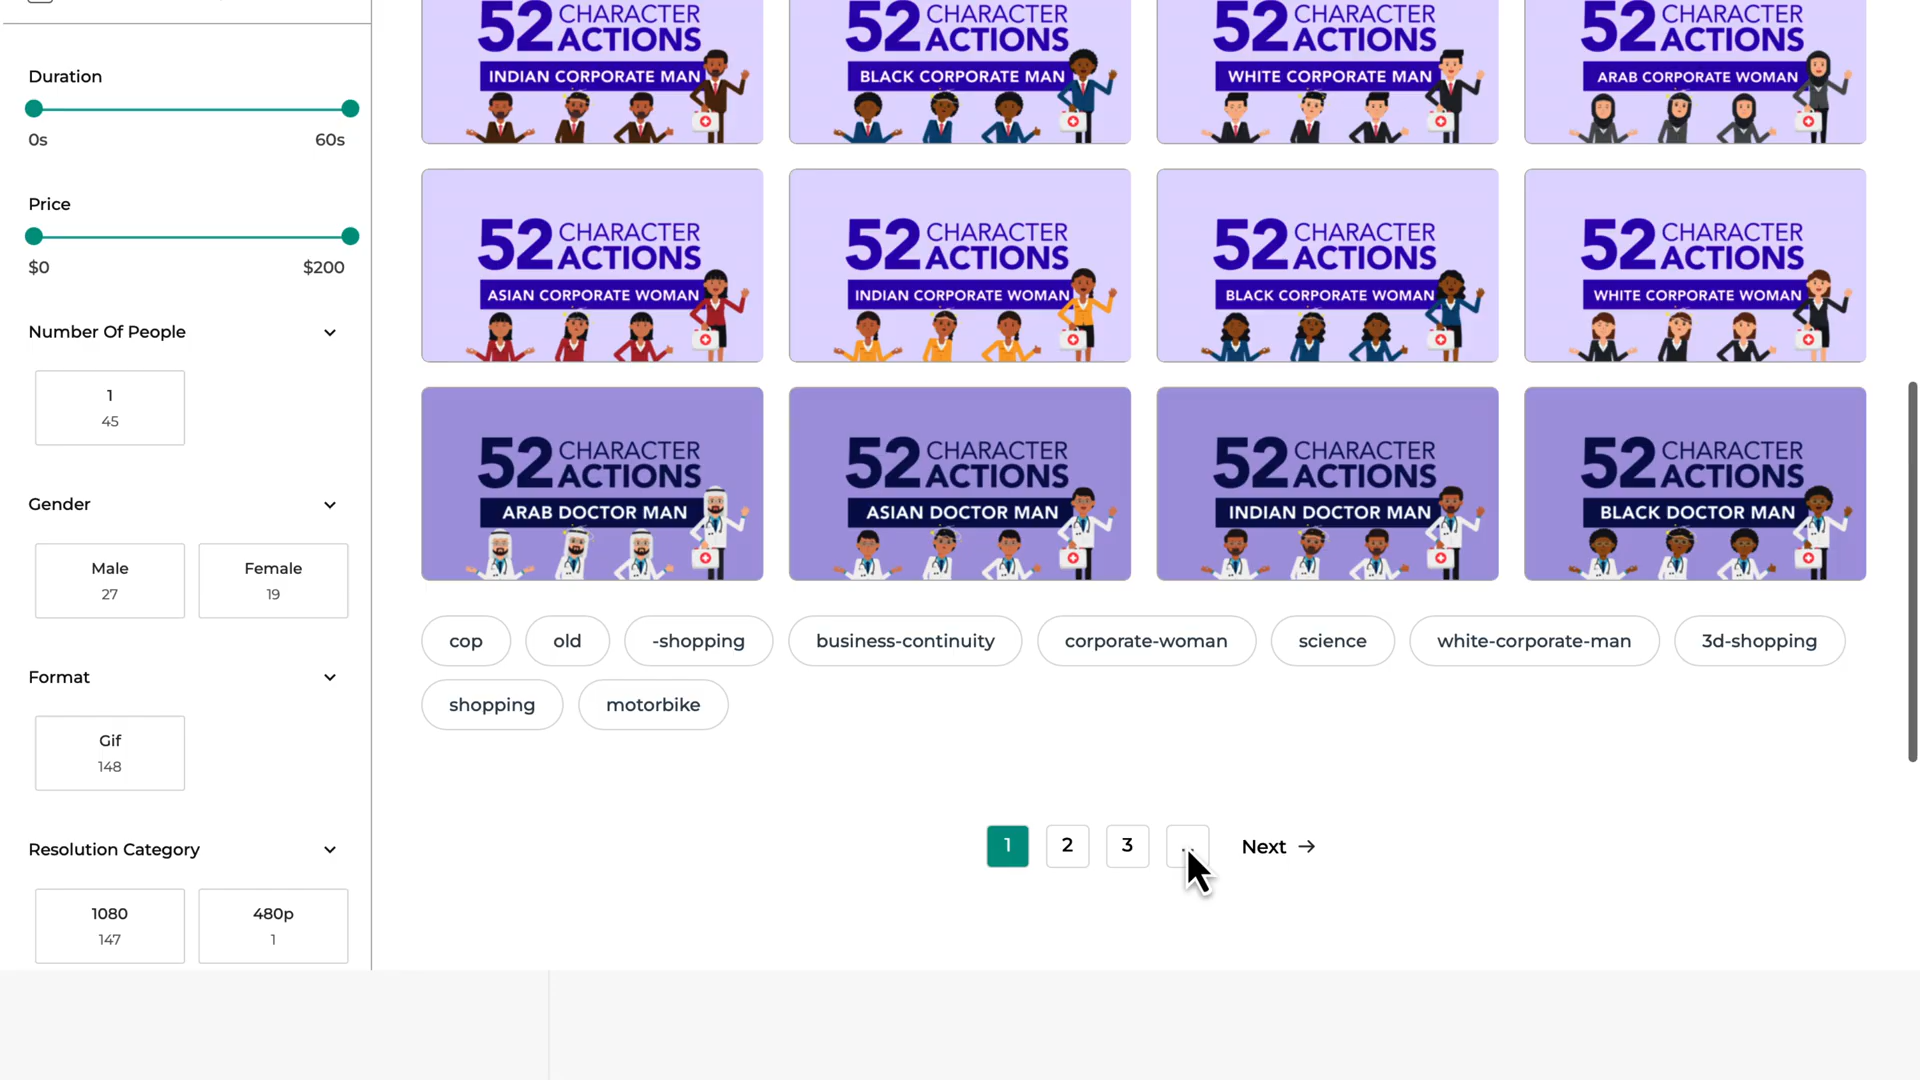 Duration
0s 60s
Price
$0 $200
Number Of People
1
45
Gender
Male
27
Female
19
Format
Gif
148
Resolution Category
1080
147
480p
1
52 CHARACTER ACTIONS
INDIAN CORPORATE MAN
52 CHARACTER ACTIONS
BLACK CORPORATE MAN
52 CHARACTER ACTIONS
WHITE CORPORATE MAN
52 CHARACTER ACTIONS
ARAB CORPORATE WOMAN
52 CHARACTER ACTIONS
ASIAN CORPORATE WOMAN
52 CHARACTER ACTIONS
INDIAN CORPORATE WOMAN
52 CHARACTER ACTIONS
BLACK CORPORATE WOMAN
52 CHARACTER ACTIONS
WHITE CORPORATE WOMAN
52 CHARACTER ACTIONS
ARAB DOCTOR MAN
52 CHARACTER ACTIONS
ASIAN DOCTOR MAN
52 CHARACTER ACTIONS
INDIAN DOCTOR MAN
52 CHARACTER ACTIONS
BLACK DOCTOR MAN
cop old -shopping business-continuity corporate-woman science white-corporate-man 3d-shopping
shopping motorbike
1 2 3 ... Next →